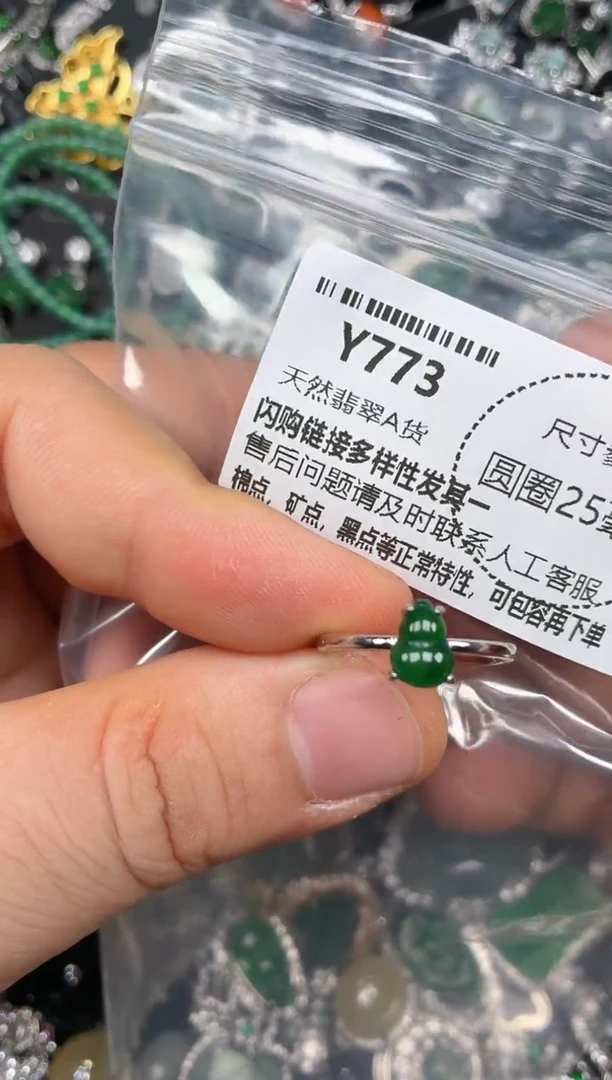 Y773
天然翡翠A货
闪购链接多样性发其一
售后问题请及时联系人工客服
棉点，矿点，黑点等正常特性，可包容再下单
尺寸
圆圈25